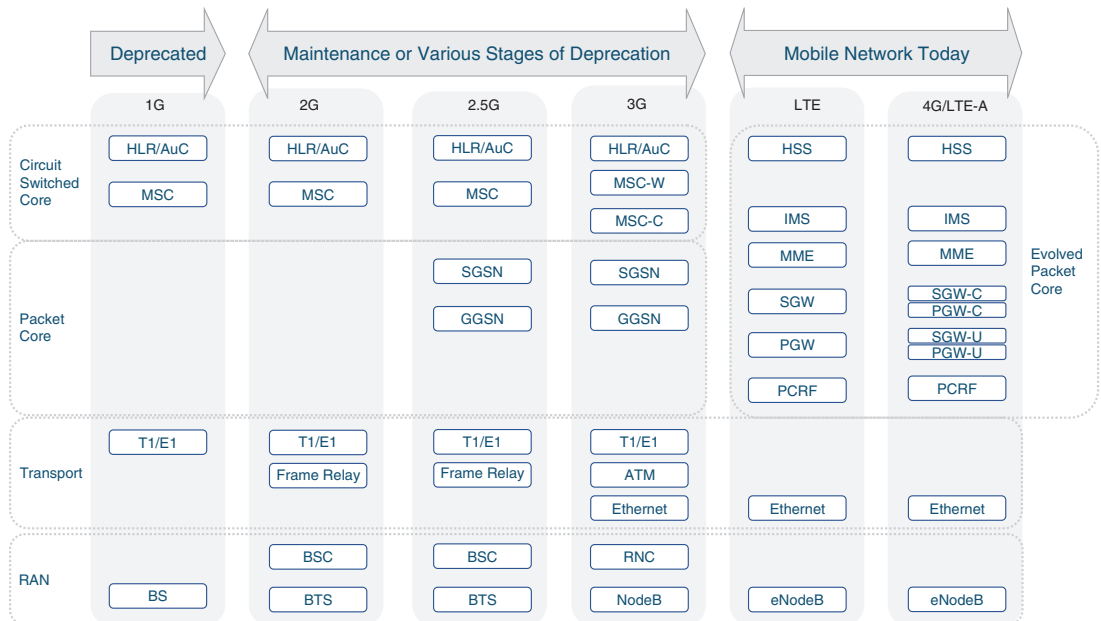 Deprecated
Maintenance or Various Stages of Deprecation
Mobile Network Today
1G
2G
2.5G
3G
LTE
4G/LTE-A
Circuit
Switched
Core
HLR/AuC
HLR/AuC
HLR/AuC
HLR/AuC
HSS
HSS
MSC
MSC
MSC
MSC-W
MSC-C
IMS
IMS
Packet
Core
SGSN
SGSN
GGSN
GGSN
MME
MME
SGW
SGW-C
PGW-C
PGW
SGW-U
PGW-U
PCRF
PCRF
Evolved
Packet
Core
Transport
T1/E1
T1/E1
T1/E1
T1/E1
Frame Relay
Frame Relay
ATM
Ethernet
Ethernet
Ethernet
RAN
BSC
BSC
RNC
BS
BTS
BTS
NodeB
eNodeB
eNodeB